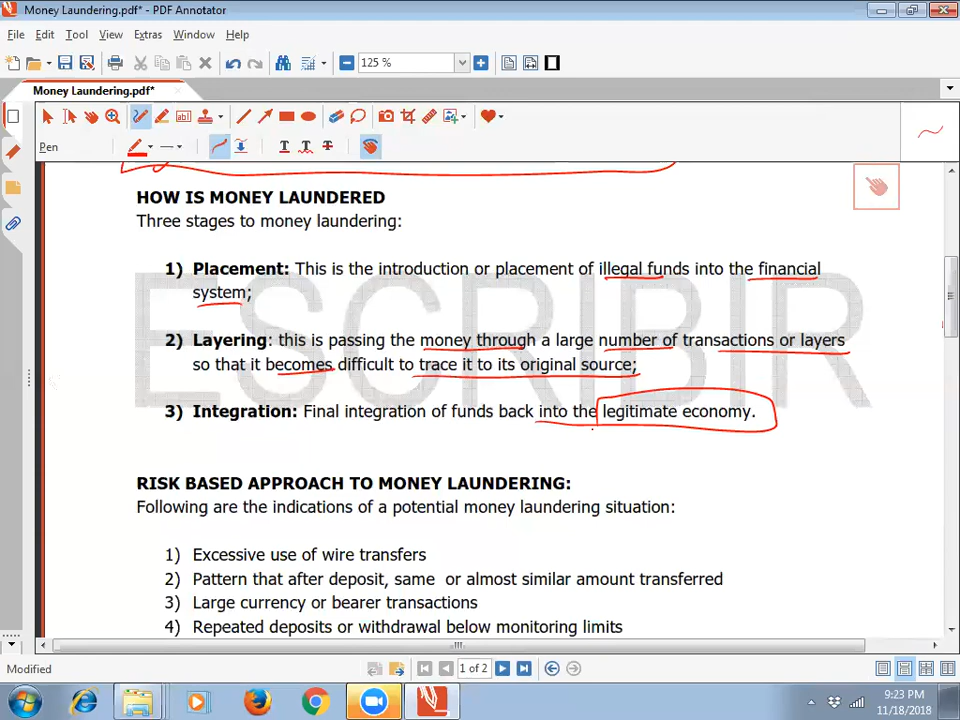 Money Laundering.pdf* - PDF Annotator
File Edit Tool View Extras Window Help
125 %
Money Laundering.pdf*
Pen
HOW IS MONEY LAUNDERED
Three stages to money laundering:
1) Placement: This is the introduction or placement of illegal funds into the financial
system;
2) Layering: this is passing the money through a large number of transactions or layers
so that it becomes difficult to trace it to its original source;
3) Integration: Final integration of funds back into the legitimate economy.
ESCRIBIR
RISK BASED APPROACH TO MONEY LAUNDERING:
Following are the indications of a potential money laundering situation:
1) Excessive use of wire transfers
2) Pattern that after deposit, same or almost similar amount transferred
3) Large currency or bearer transactions
4) Repeated deposits or withdrawal below monitoring limits
Modified
1 of 2
9:23 PM
11/18/2018